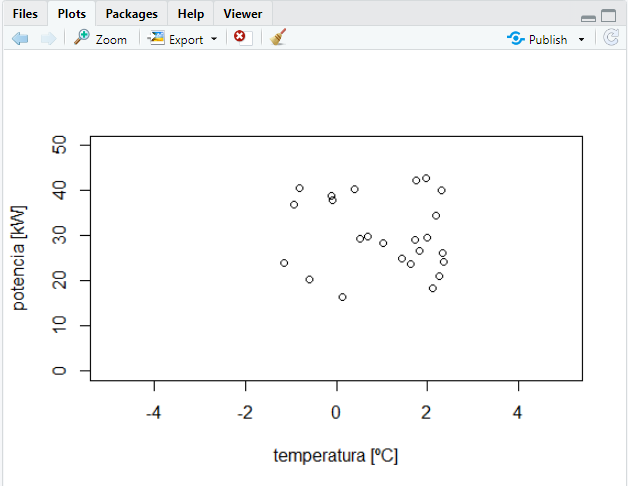 Files Plots Packages Help Viewer
Zoom Export Publish
50
40
30
20
10
0
potencia [kW]
-4 -2 0 2 4
temperatura [ºC]